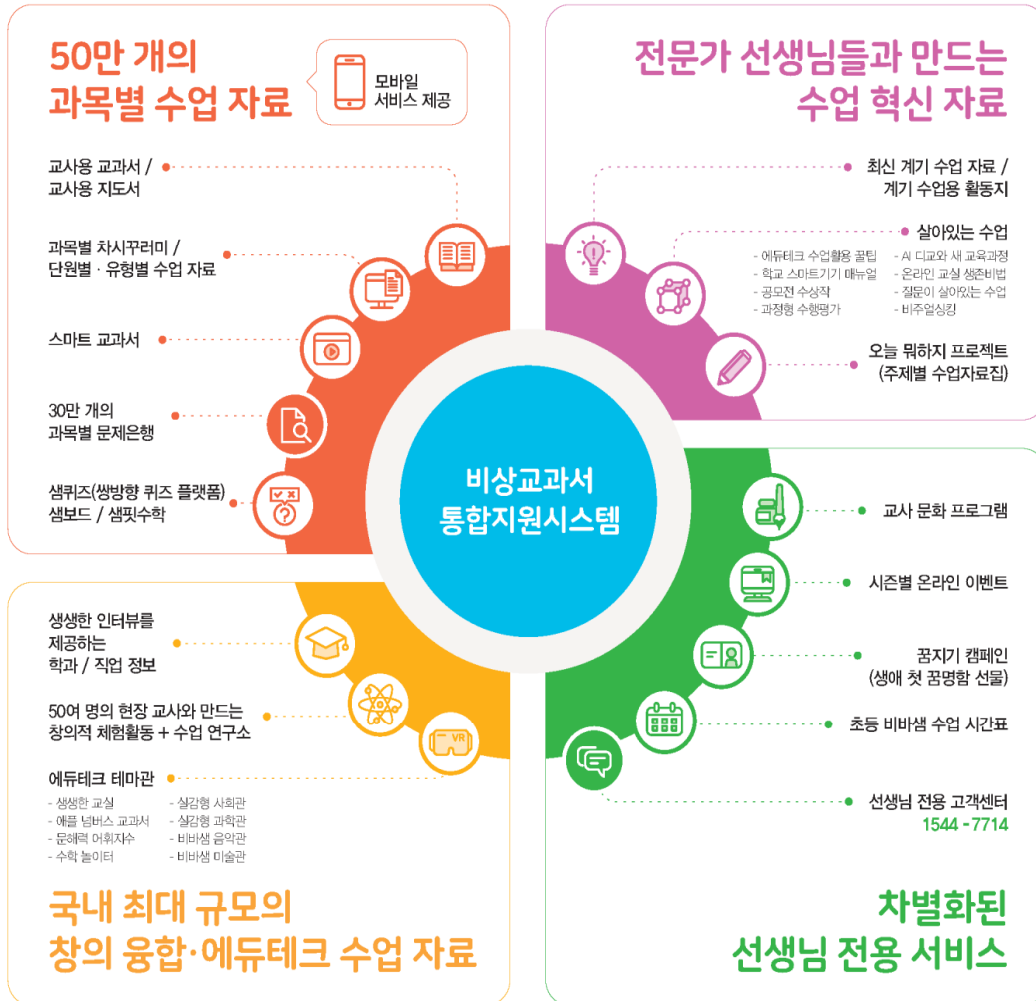 50만 개의
과목별 수업 자료
모바일
서비스 제공
교사용 교과서 /
교사용 지도서
과목별 차시꾸러미 /
단원별 · 유형별 수업 자료
스마트 교과서
30만 개의
과목별 문제은행
샘퀴즈(쌍방향 퀴즈 플랫폼)
샘보드 / 샘핏수학
전문가 선생님들과 만드는
수업 혁신 자료
최신 계기 수업 자료 /
계기 수업용 활동지
살아있는 수업
- 에듀테크 수업활용 꿀팁
- 학교 스마트기기 매뉴얼
- 공모전 수상작
- 과정형 수행평가
- AI 디교와 새 교육과정
- 온라인 교실 생존비법
- 질문이 살아있는 수업
- 비주얼싱킹
오늘 뭐하지 프로젝트
(주제별 수업자료집)
비상교과서
통합지원시스템
생생한 인터뷰를
제공하는
학과 / 직업 정보
50여 명의 현장 교사와 만드는
창의적 체험활동 + 수업 연구소
VR
에듀테크 테마관
- 생생한 교실
- 애플 넘버스 교과서
- 문해력 어휘지수
- 수학 놀이터
- 실감형 사회관
- 실감형 과학관
- 비바샘 음악관
- 비바샘 미술관
국내 최대 규모의
창의 융합·에듀테크 수업 자료
교사 문화 프로그램
시즌별 온라인 이벤트
꿈지기 캠페인
(생애 첫 꿈명함 선물)
초등 비바샘 수업 시간표
선생님 전용 고객센터
1544 - 7714
차별화된
선생님 전용 서비스